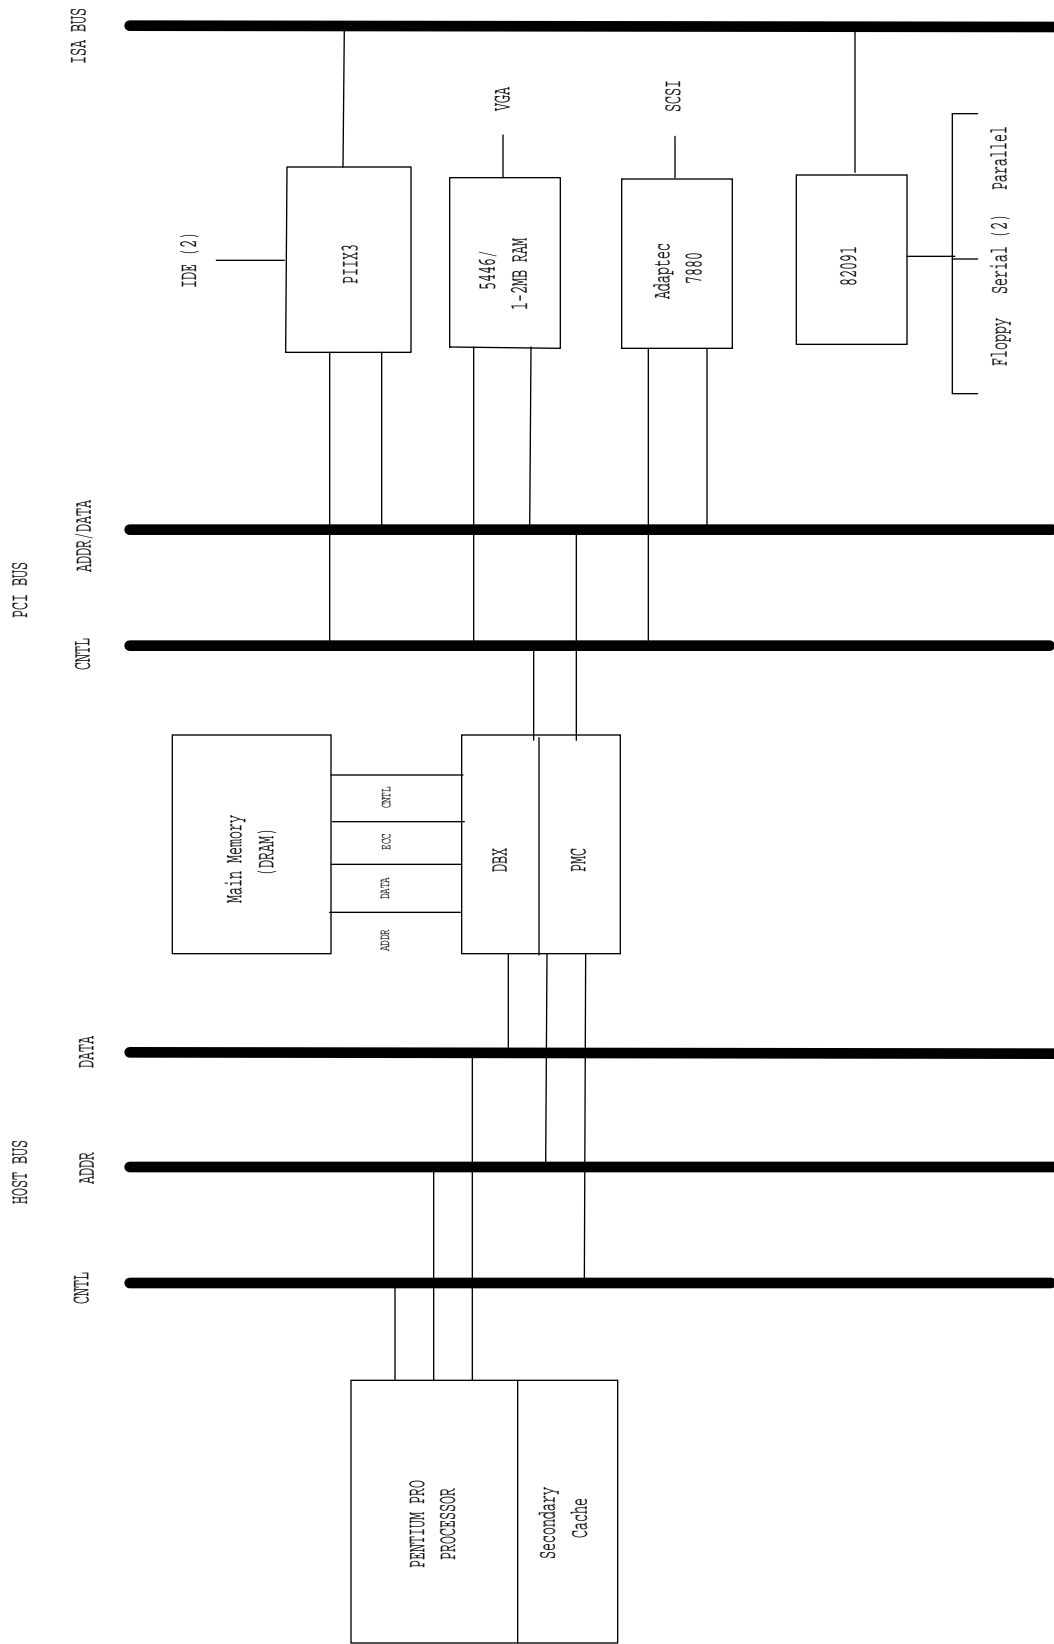 ISA BUS
VGA
SCSI
IDE (2)
PIIX3
5446/
1-2MB RAM
Adaptec
7880
82091
Floppy Serial (2) Parallel
PCI BUS
ADDR/DATA
CNTL
Main Memory
(DRAM)
CNTL
ECC
DATA
ADDR
DBX
PMC
HOST BUS
DATA
ADDR
CNTL
PENTIUM PRO
PROCESSOR
Secondary
Cache